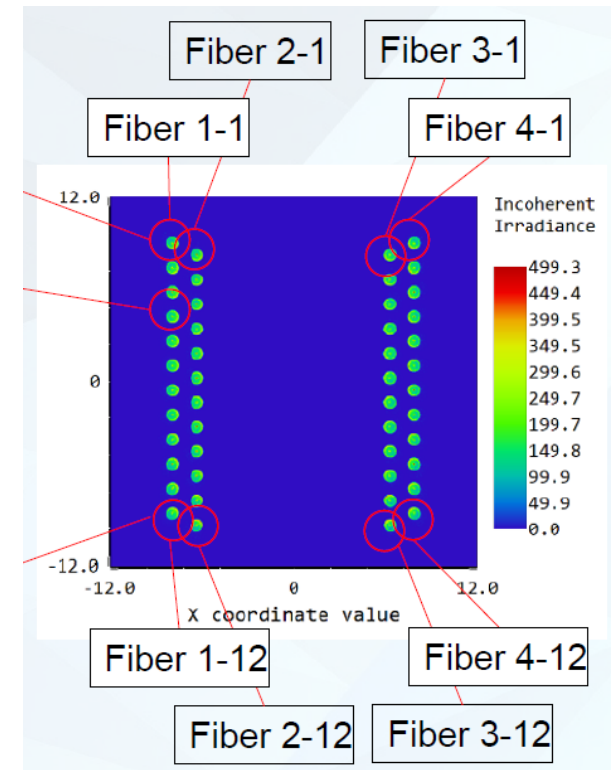 Fiber 2-1
Fiber 3-1
Fiber 1-1
Fiber 4-1
12.0
0
-12.0
-12.0
0
12.0
X coordinate value
Incoherent
Irradiance
499.3
449.4
399.5
349.5
299.6
249.7
199.7
149.8
99.9
49.9
0.0
Fiber 1-12
Fiber 4-12
Fiber 2-12
Fiber 3-12